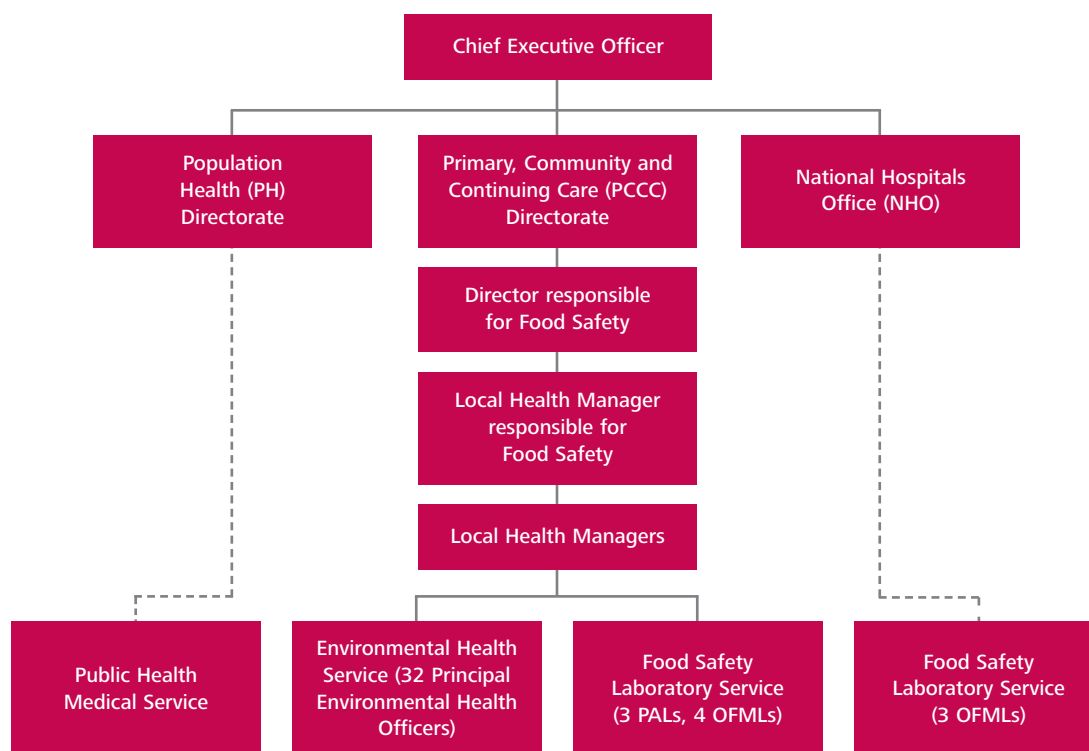 Chief Executive Officer
Population
Health (PH)
Directorate
Primary, Community and
Continuing Care (PCCC)
Directorate
National Hospitals
Office (NHO)
Director responsible
for Food Safety
Local Health Manager
responsible for
Food Safety
Local Health Managers
Public Health
Medical Service
Environmental Health
Service (32 Principal
Environmental Health
Officers)
Food Safety
Laboratory Service
(3 PALs, 4 OFMLs)
Food Safety
Laboratory Service
(3 OFMLs)